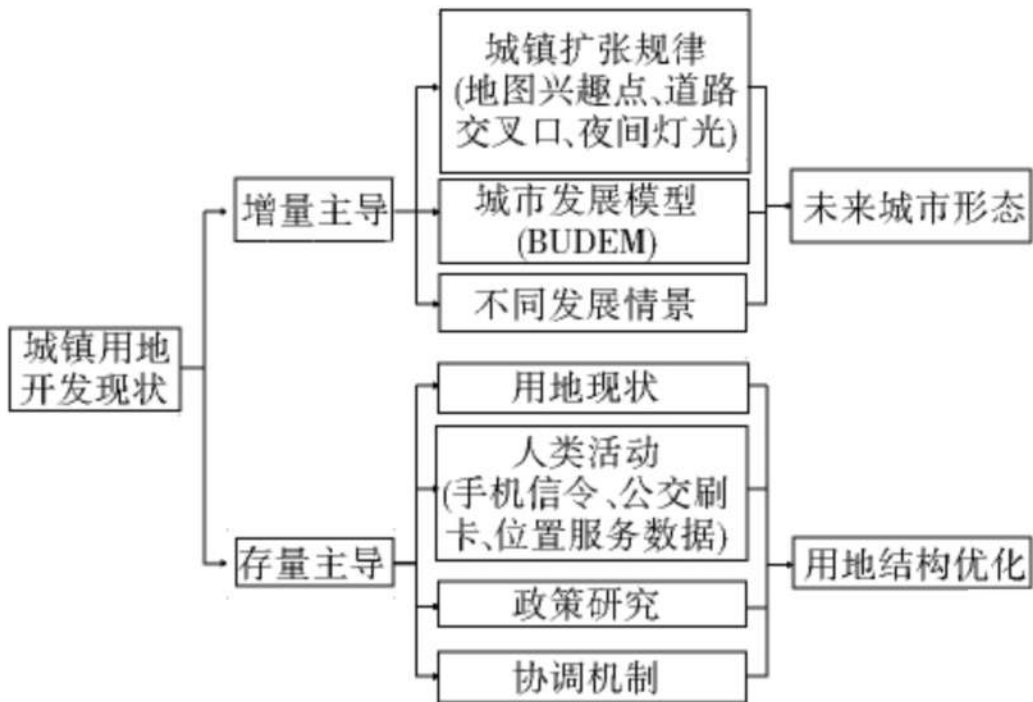 城镇用地
开发现状
增量主导
城镇扩张规律
(地图兴趣点、道路
交叉口、夜间灯光)
城市发展模型
(BUDEM)
不同发展情景
未来城市形态
存量主导
用地现状
人类活动
(手机信令、公交刷
卡、位置服务数据)
政策研究
协调机制
用地结构优化